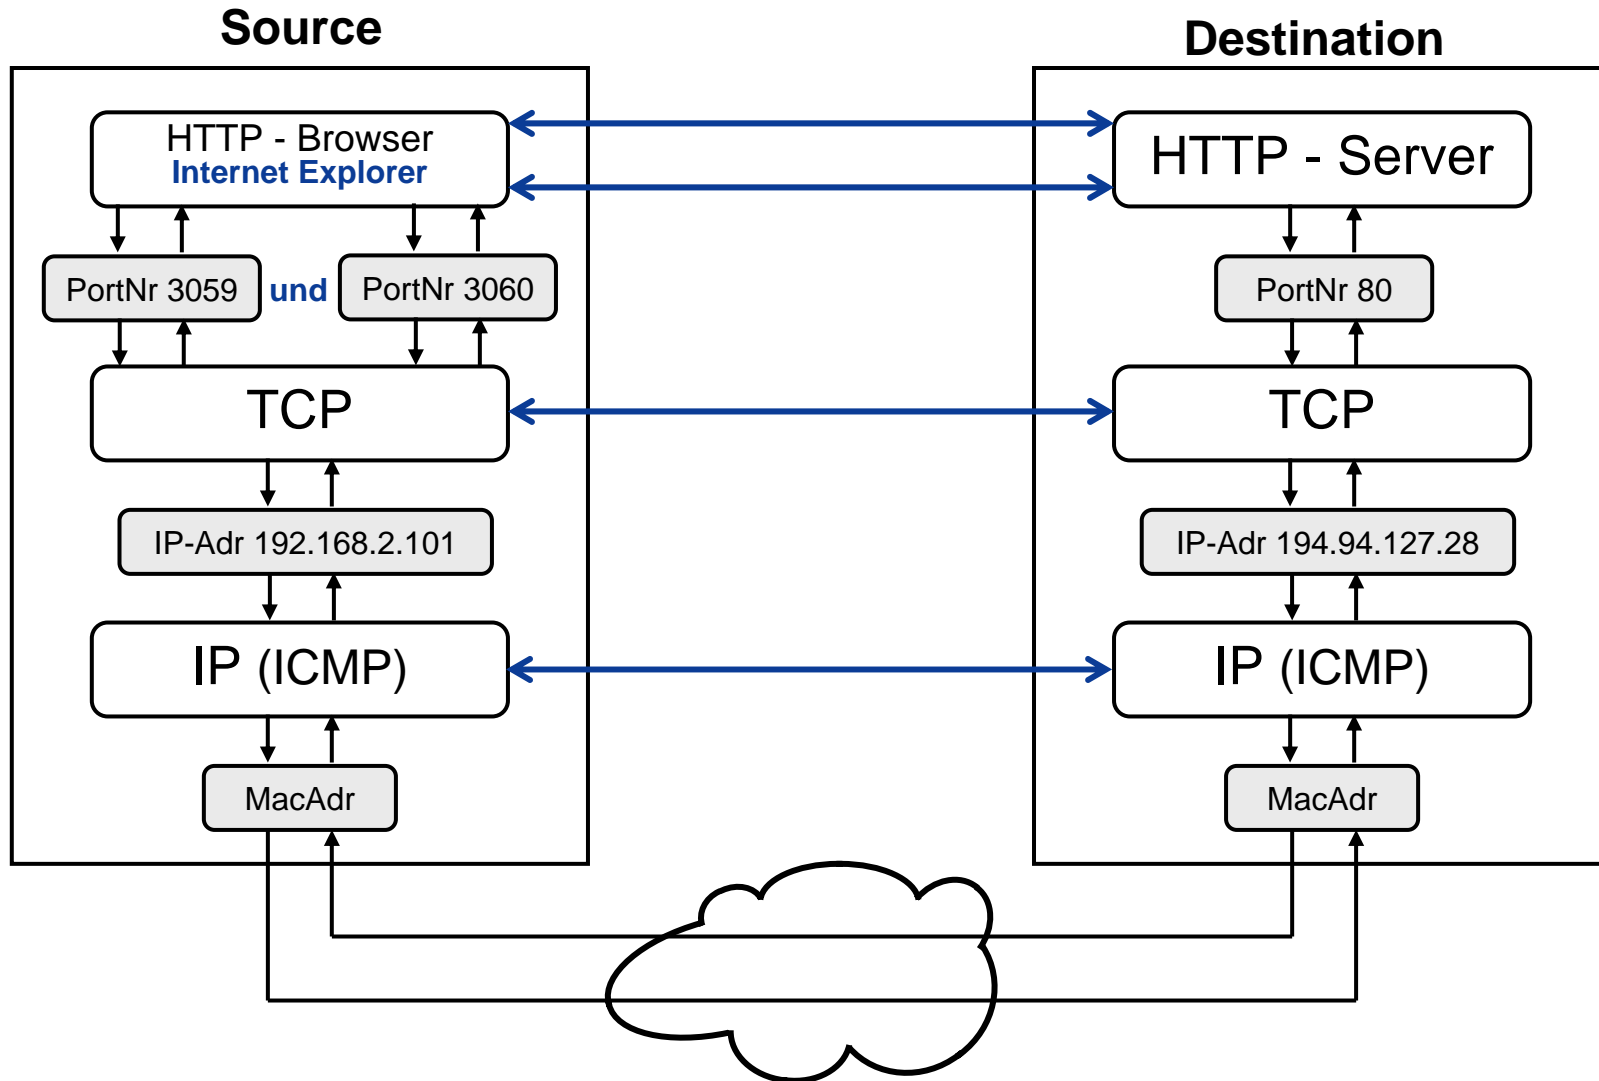 Source
HTTP - Browser
Internet Explorer
PortNr 3059 und PortNr 3060
TCP
IP-Adr 192.168.2.101
IP (ICMP)
MacAdr
Destination
HTTP - Server
PortNr 80
TCP
IP-Adr 194.94.127.28
IP (ICMP)
MacAdr